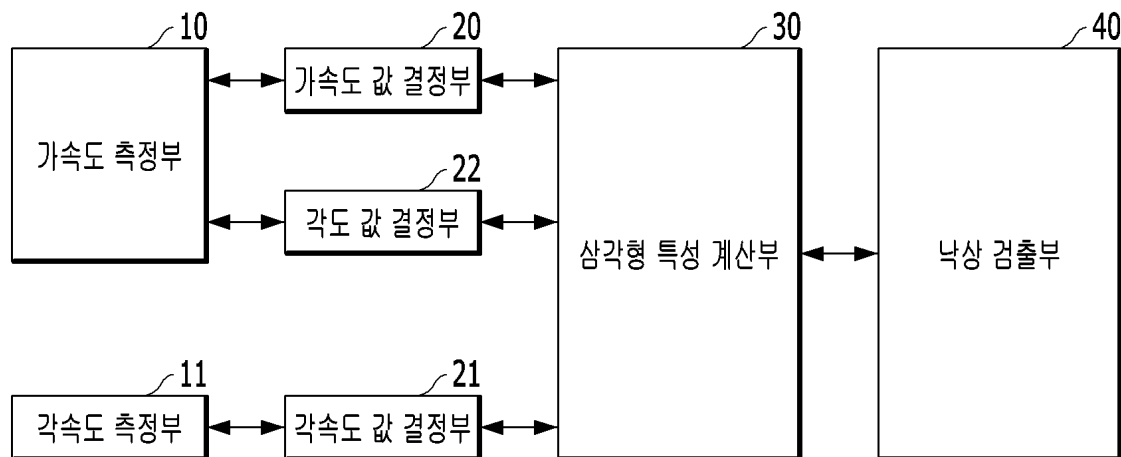 10
20
30
40
가속도 측정부
가속도 값 결정부
22
각도 값 결정부
삼각형 특성 계산부
낙상 검출부
11
21
각속도 측정부
각속도 값 결정부